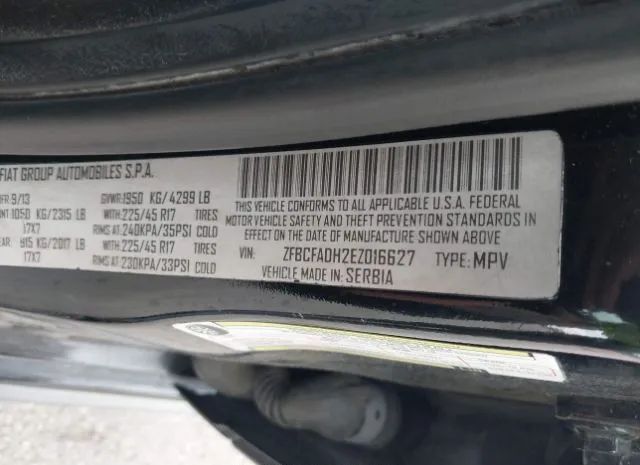 FIAT GROUP AUTOMOBILES S.P.A.
MFR 9/13 GVWR: 1950 KG/ 4299 LB
FRONT 1050 KG/2315 LB WITH: 225/45 R17 TIRES
17X7 RIMS AT: 240KPA/35PSI COLD
REAR: 915 KG/2017 LB WITH: 225/45 R17 TIRES
17X7 RIMS AT: 230KPA/33PSI COLD
THIS VEHICLE CONFORMS TO ALL APPLICABLE U.S.A. FEDERAL
MOTOR VEHICLE SAFETY AND THEFT PREVENTION STANDARDS IN
EFFECT ON THE DATE OF MANUFACTURE SHOWN ABOVE
VIN: ZFBCFADH2EZ016627 TYPE: MPV
VEHICLE MADE IN: SERBIA